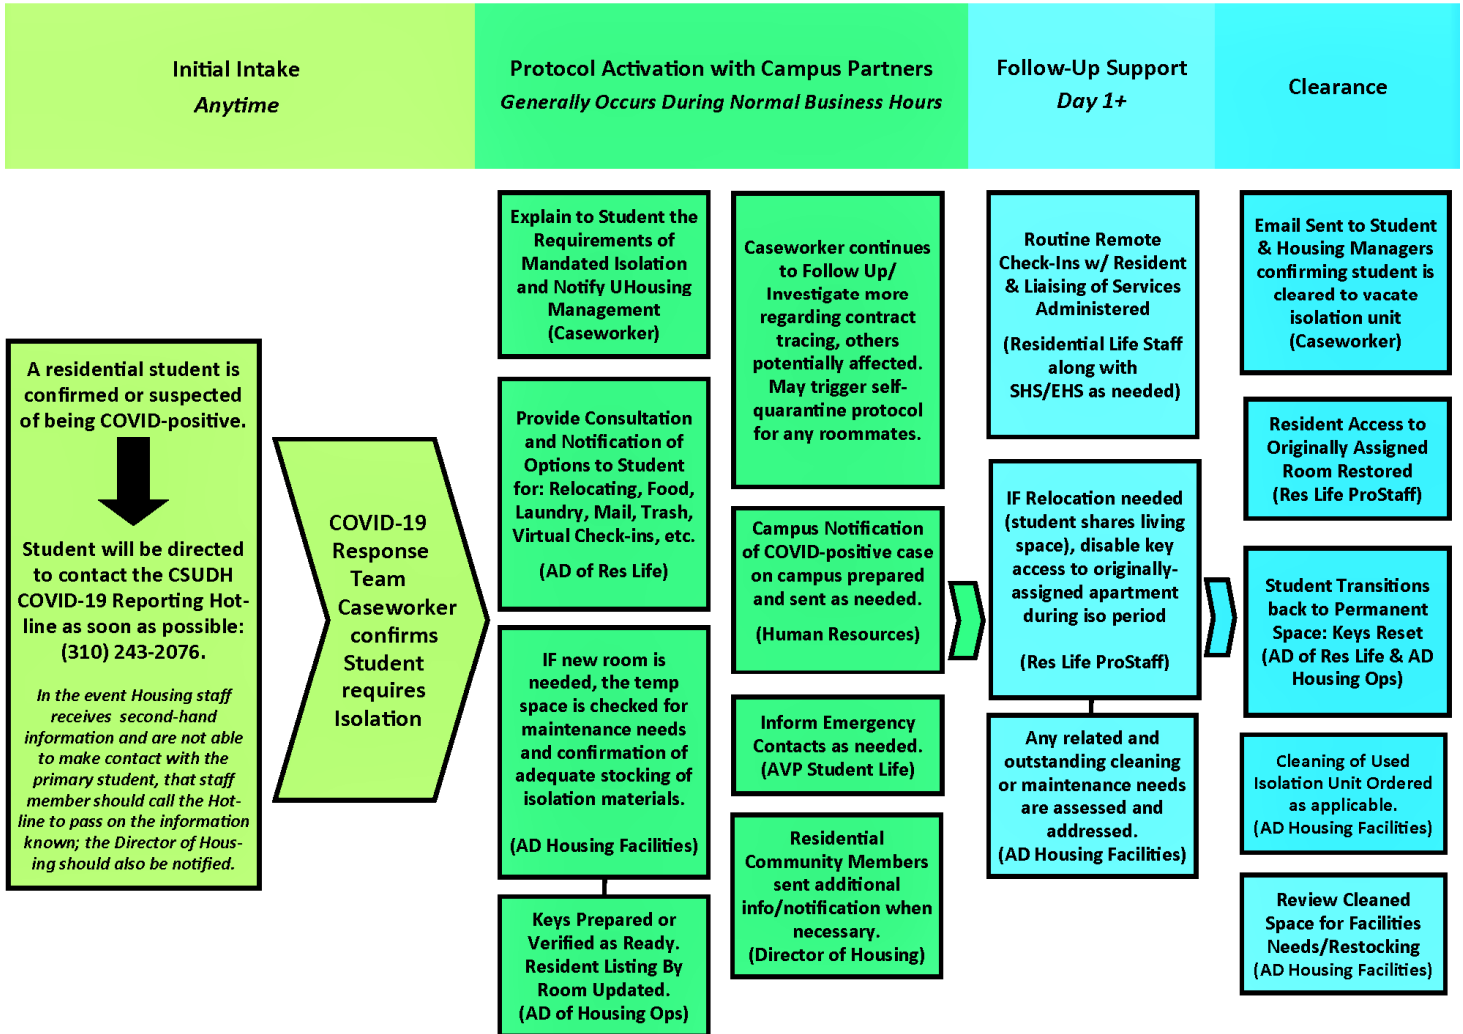 Initial Intake
Anytime
Protocol Activation with Campus Partners
Generally Occurs During Normal Business Hours
Follow-Up Support
Day 1+
Clearance
A residential student is
confirmed or suspected
of being COVID-positive.
Student will be directed
to contact the CSUDH
COVID-19 Reporting Hot-
line as soon as possible:
(310) 243-2076.
In the event Housing staff
receives second-hand
information and are not able
to make contact with the
primary student, that staff
member should call the Hot-
line to pass on the information
known; the Director of Hous-
ing should also be notified.
COVID-19
Response
Team
Caseworker
confirms
Student
requires
Isolation
Explain to Student the
Requirements of
Mandated Isolation
and Notify UHousing
Management
(Caseworker)
Provide Consultation
and Notification of
Options to Student
for: Relocating, Food,
Laundry, Mail, Trash,
Virtual Check-ins, etc.
(AD of Res Life)
IF new room is
needed, the temp
space is checked for
maintenance needs
and confirmation of
adequate stocking of
isolation materials.
(AD Housing Facilities)
Keys Prepared or
Verified as Ready.
Resident Listing By
Room Updated.
(AD of Housing Ops)
Caseworker continues
to Follow Up/
Investigate more
regarding contract
tracing, others
potentially affected.
May trigger self-
quarantine protocol
for any roommates.
Campus Notification
of COVID-positive case
on campus prepared
and sent as needed.
(Human Resources)
Inform Emergency
Contacts as needed.
(AVP Student Life)
Residential
Community Members
sent additional
info/notification when
necessary.
(Director of Housing)
Routine Remote
Check-Ins w/ Resident
& Liaising of Services
Administered
(Residential Life Staff
along with
SHS/EHS as needed)
IF Relocation needed
(student shares living
space), disable key
access to originally-
assigned apartment
during iso period
(Res Life ProStaff)
Any related and
outstanding cleaning
or maintenance needs
are assessed and
addressed.
(AD Housing Facilities)
Email Sent to Student
& Housing Managers
confirming student is
cleared to vacate
isolation unit
(Caseworker)
Resident Access to
Originally Assigned
Room Restored
(Res Life ProStaff)
Student Transitions
back to Permanent
Space: Keys Reset
(AD of Res Life & AD
Housing Ops)
Cleaning of Used
Isolation Unit Ordered
as applicable.
(AD Housing Facilities)
Review Cleaned
Space for Facilities
Needs/Restocking
(AD Housing Facilities)